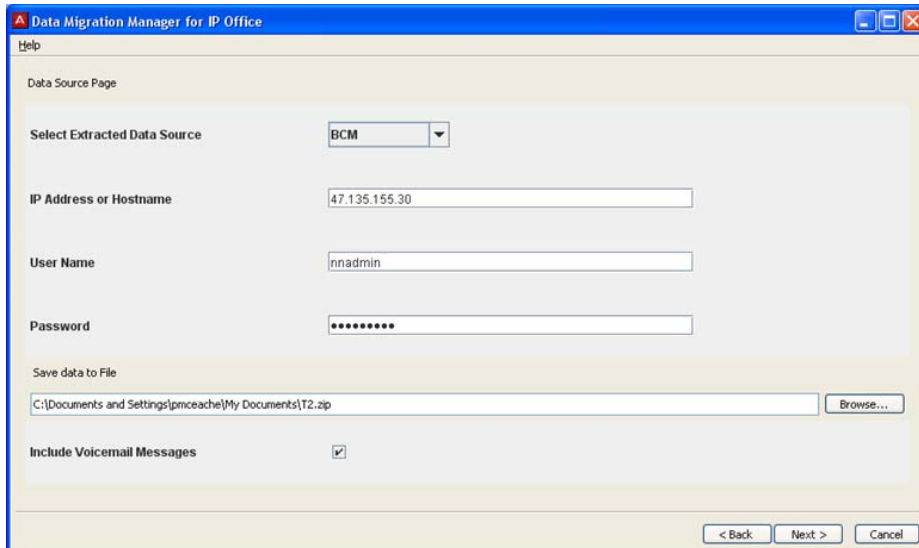 Data Migration Manager for IP Office
Help
Data Source Page
Select Extracted Data Source BCM
IP Address or Hostname 47.135.155.30
User Name nnadmin
Password •••••••••
Save data to File
C:\Documents and Settings\pmceache\My Documents\T2.zip Browse...
Include Voicemail Messages
< Back Next > Cancel